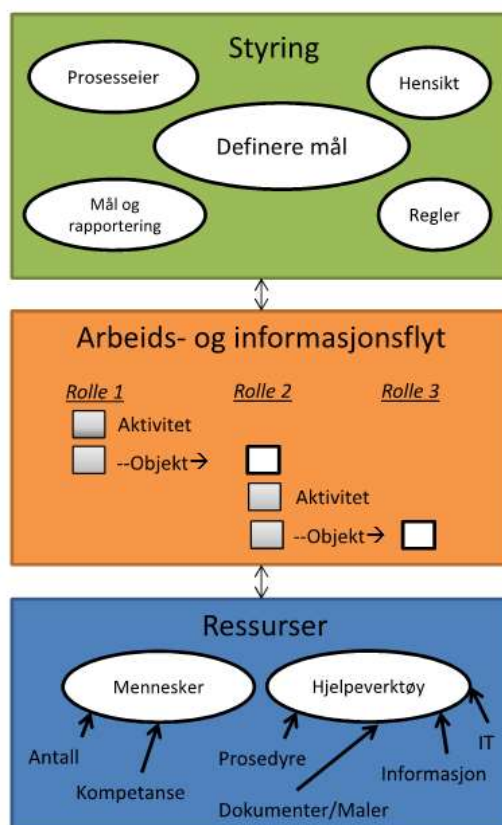 Styring
Prosesseier
Hensikt
Definere mål
Mål og
rapportering
Regler
Arbeids- og informasjonsflyt
Rolle 1
Rolle 2
Rolle 3
Aktivitet
--Objekt→
Aktivitet
--Objekt→
Ressurser
Mennesker
Hjelpeverktøy
Antall
Kompetanse
Prosedyre
Dokumenter/Maler
Informasjon
IT